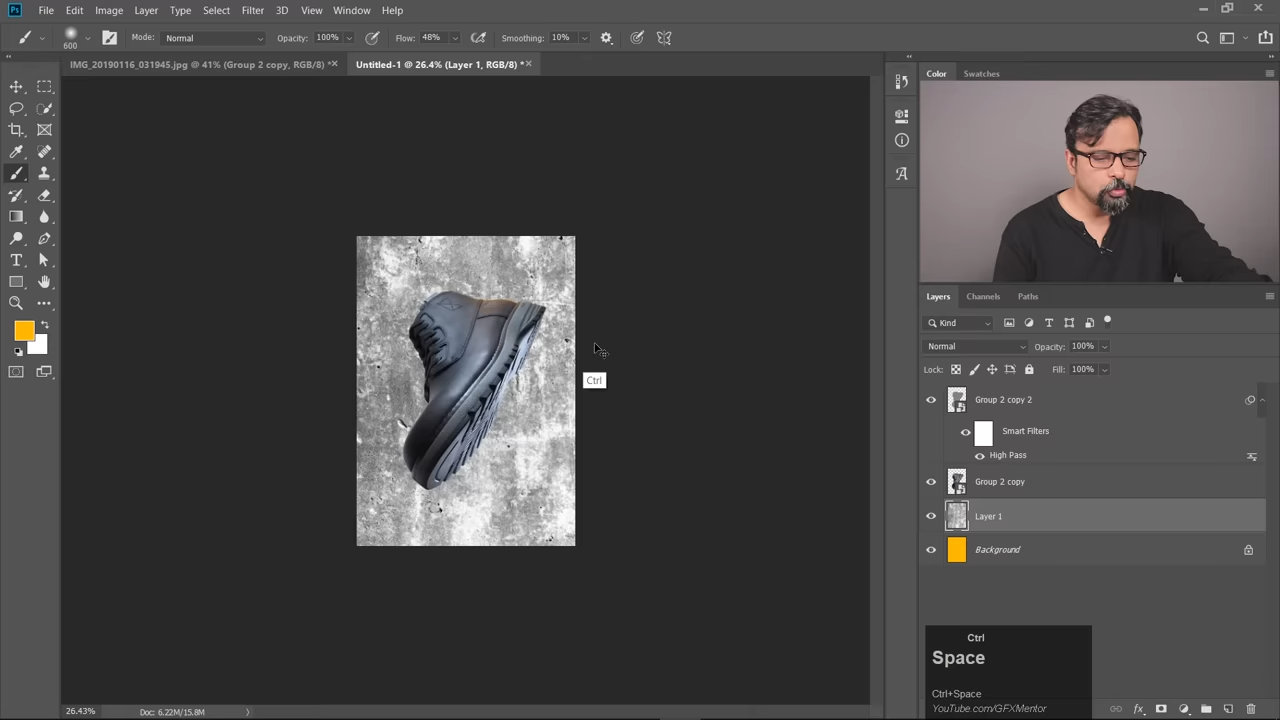 Ps File Edit Image Layer Type Select Filter 3D View Window Help
600 Mode: Normal Opacity: 100% Flow: 48% Smoothing: 10%
IMG_20190116_031945.jpg @ 41% (Group 2 copy, RGB/8) * Untitled-1 @ 26.4% (Layer 1, RGB/8) *
Color Swatches
Ctrl
Layers Channels Paths
Kind
Normal Opacity: 100%
Lock: Fill: 100%
Group 2 copy 2
Smart Filters
High Pass
Group 2 copy
Layer 1
Background
Ctrl
Space
Ctrl+Space
YouTube.com/GFXMentor
26.43% Doc: 6.22M/15.8M